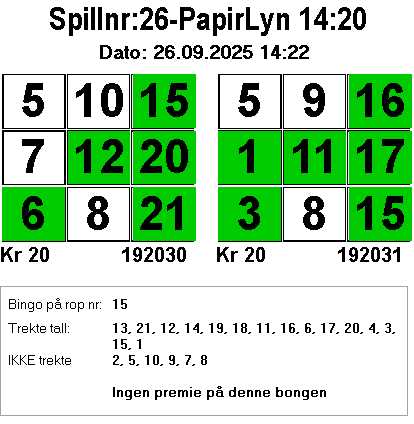 Spillnr:26-PapirLyn 14:20
Dato: 26.09.2025 14:22
5 10 15 5 9 16
7 12 20 1 11 17
6 8 21 3 8 15
Kr 20 192030 Kr 20 192031
Bingo på rop nr: 15
Trekte tall: 13, 21, 12, 14, 19, 18, 11, 16, 6, 17, 20, 4, 3,
15, 1
IKKE trekte 2, 5, 10, 9, 7, 8
Ingen premie på denne bongen